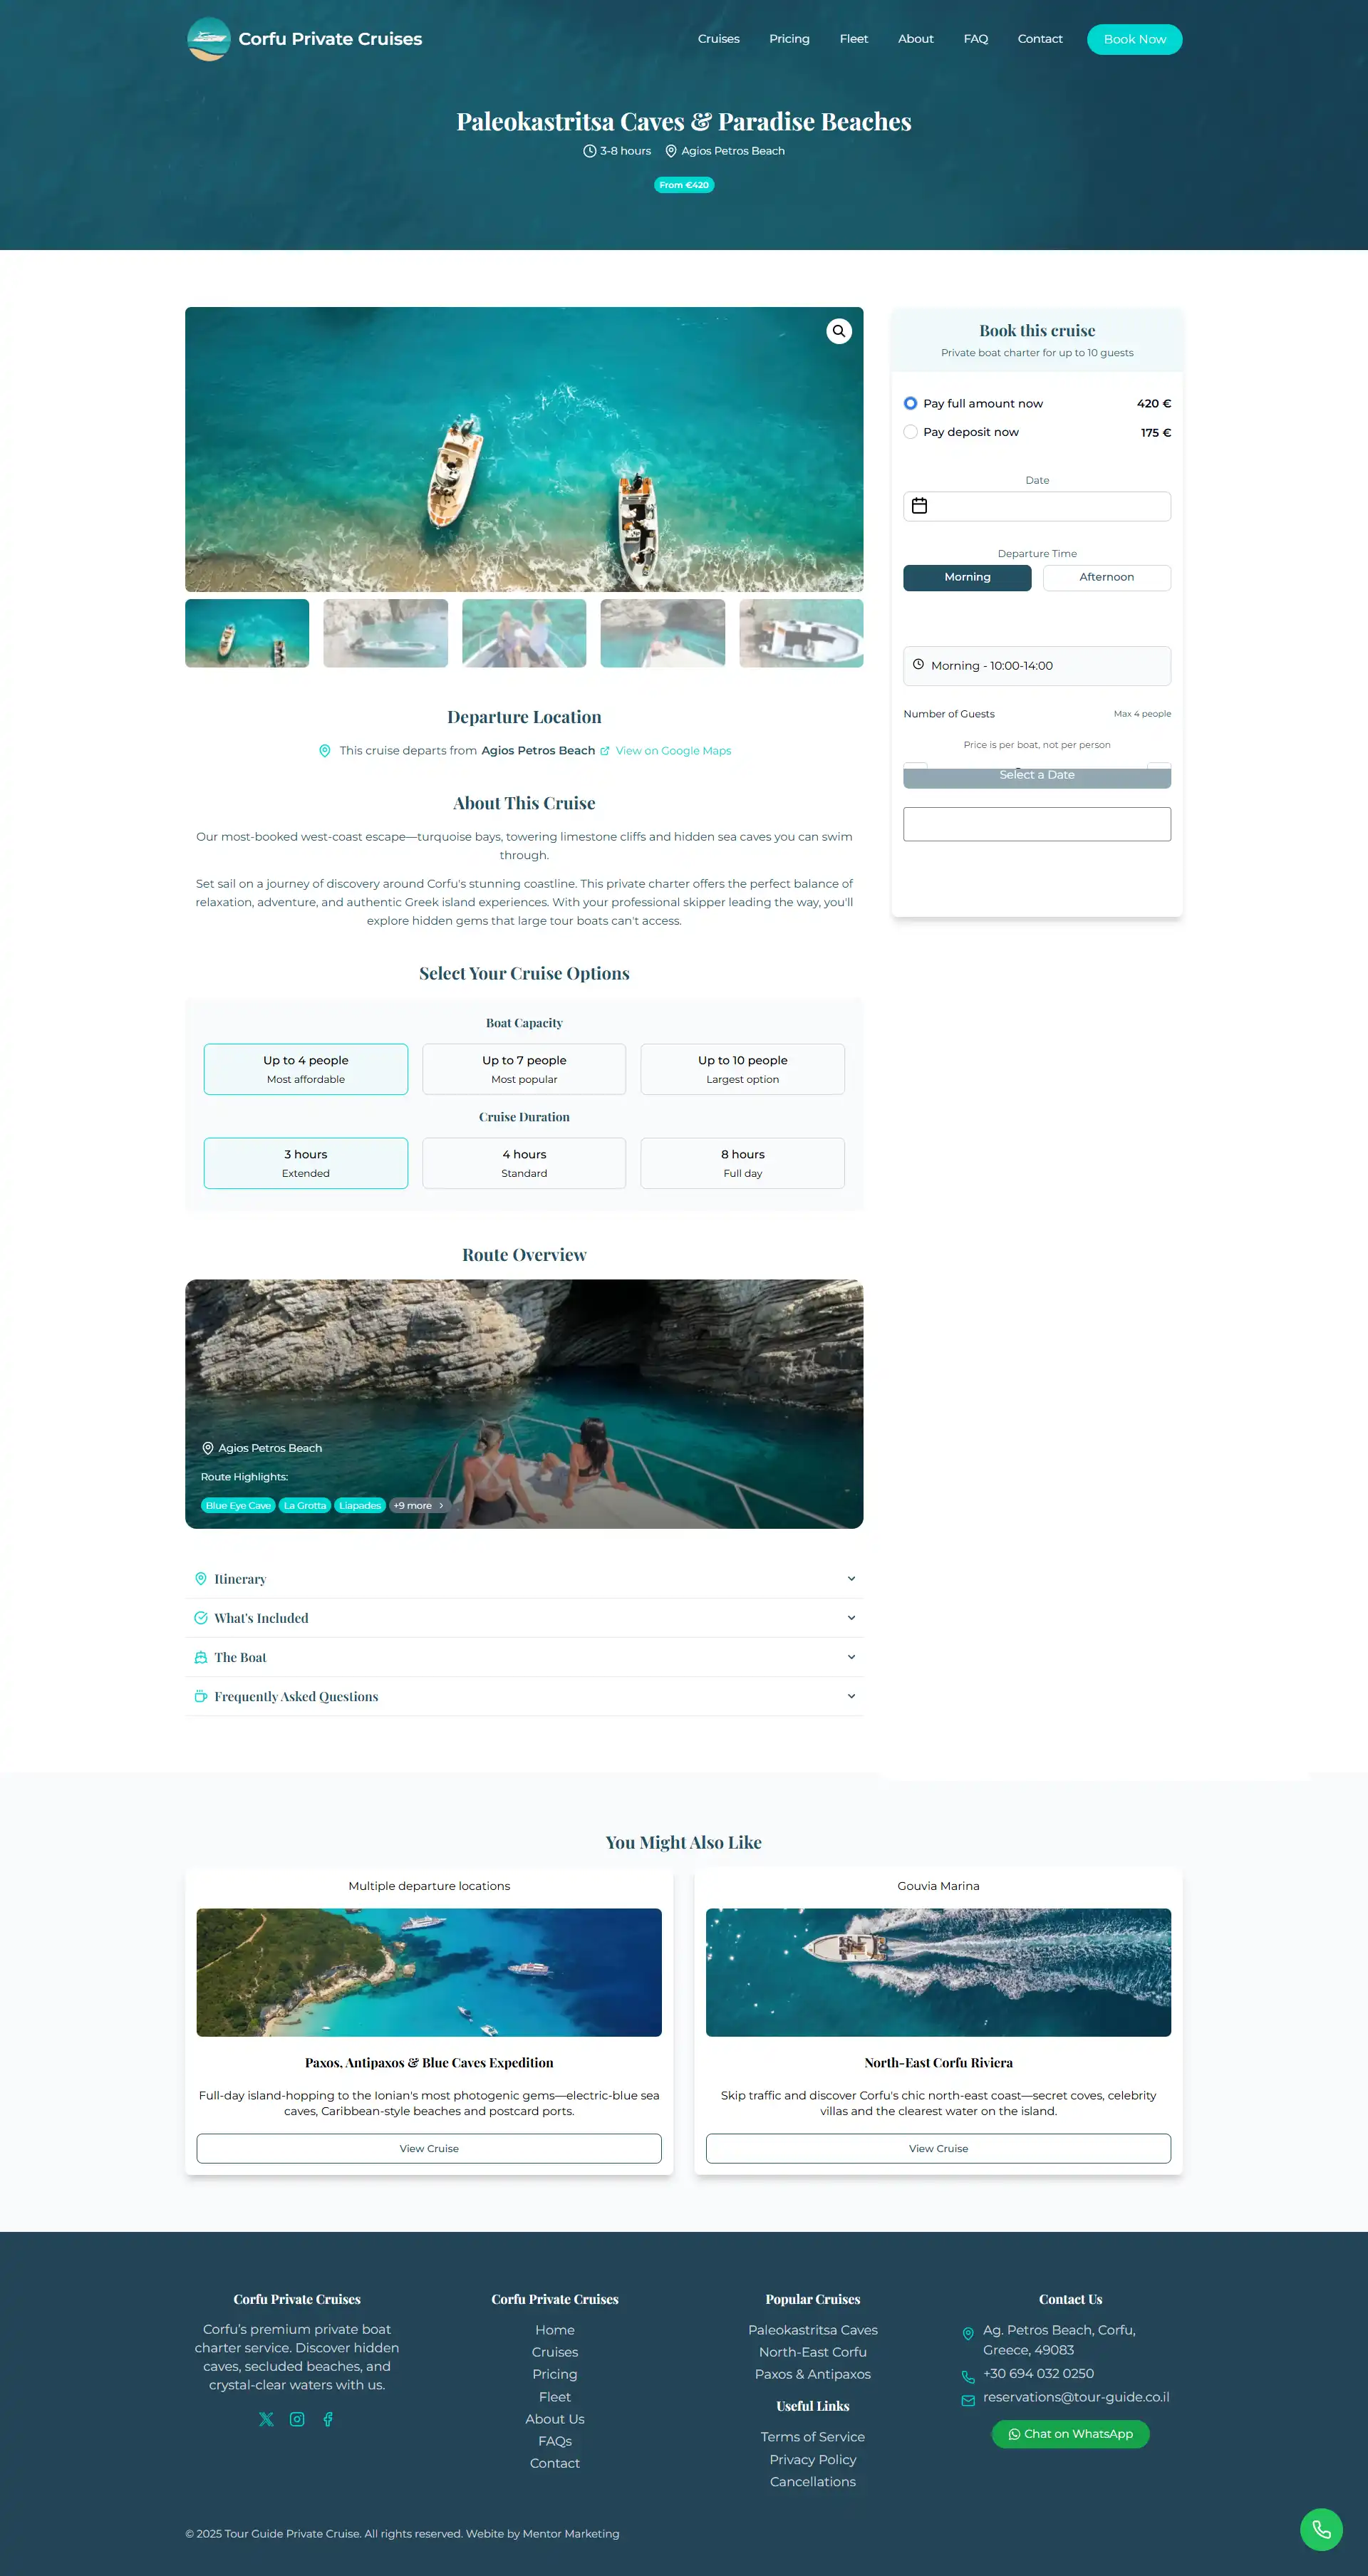 Corfu Private Cruises
Cruises
Pricing
Fleet
About
FAQ
Contact
Book Now
Paleokastritsa Caves & Paradise Beaches
3-8 hours
Agios Petros Beach
From €420
Departure Location
This cruise departs from Agios Petros Beach View on Google Maps
About This Cruise
Our most-booked west-coast escape—turquoise bays, towering limestone cliffs and hidden sea caves you can swim
through.
Set sail on a journey of discovery around Corfu's stunning coastline. This private charter offers the perfect balance of
relaxation, adventure, and authentic Greek island experiences. With your professional skipper leading the way, you'll
explore hidden gems that large tour boats can't access.
Select Your Cruise Options
Boat Capacity
Up to 4 people
Most affordable
Up to 7 people
Most popular
Up to 10 people
Largest option
Cruise Duration
3 hours
Extended
4 hours
Standard
8 hours
Full day
Route Overview
Agios Petros Beach
Route Highlights:
Blue Eye Cave
La Grotta
Liapades
+9 more
Itinerary
What's Included
The Boat
Frequently Asked Questions
Book this cruise
Private boat charter for up to 10 guests
Pay full amount now 420 €
Pay deposit now 175 €
Date
Departure Time
Morning
Afternoon
Morning - 10:00-14:00
Number of Guests Max 4 people
Price is per boat, not per person
Select a Date
You Might Also Like
Multiple departure locations
Paxos, Antipaxos & Blue Caves Expedition
Full-day island-hopping to the Ionian's most photogenic gems—electric-blue sea
caves, Caribbean-style beaches and postcard ports.
View Cruise
Gouvia Marina
North-East Corfu Riviera
Skip traffic and discover Corfu's chic north-east coast—secret coves, celebrity
villas and the clearest water on the island.
View Cruise
Corfu Private Cruises
Corfu's premium private boat
charter service. Discover hidden
caves, secluded beaches, and
crystal-clear waters with us.
Corfu Private Cruises
Home
Cruises
Pricing
Fleet
About Us
FAQs
Contact
Popular Cruises
Paleokastritsa Caves
North-East Corfu
Paxos & Antipaxos
Useful Links
Terms of Service
Privacy Policy
Cancellations
Contact Us
Ag. Petros Beach, Corfu,
Greece, 49083
+30 694 032 0250
reservations@tour-guide.co.il
Chat on WhatsApp
© 2025 Tour Guide Private Cruise. All rights reserved. Webite by Mentor Marketing